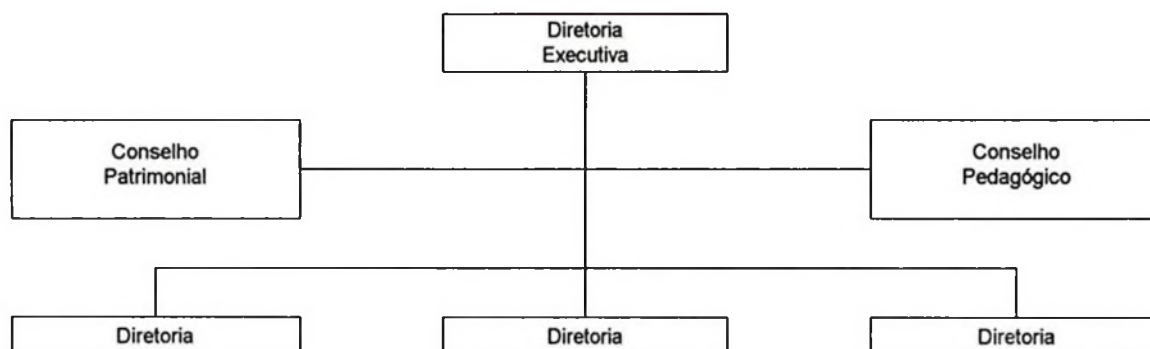 Diretoria
Executiva
Conselho
Patrimonial
Conselho
Pedagógico
Diretoria
Diretoria
Diretoria